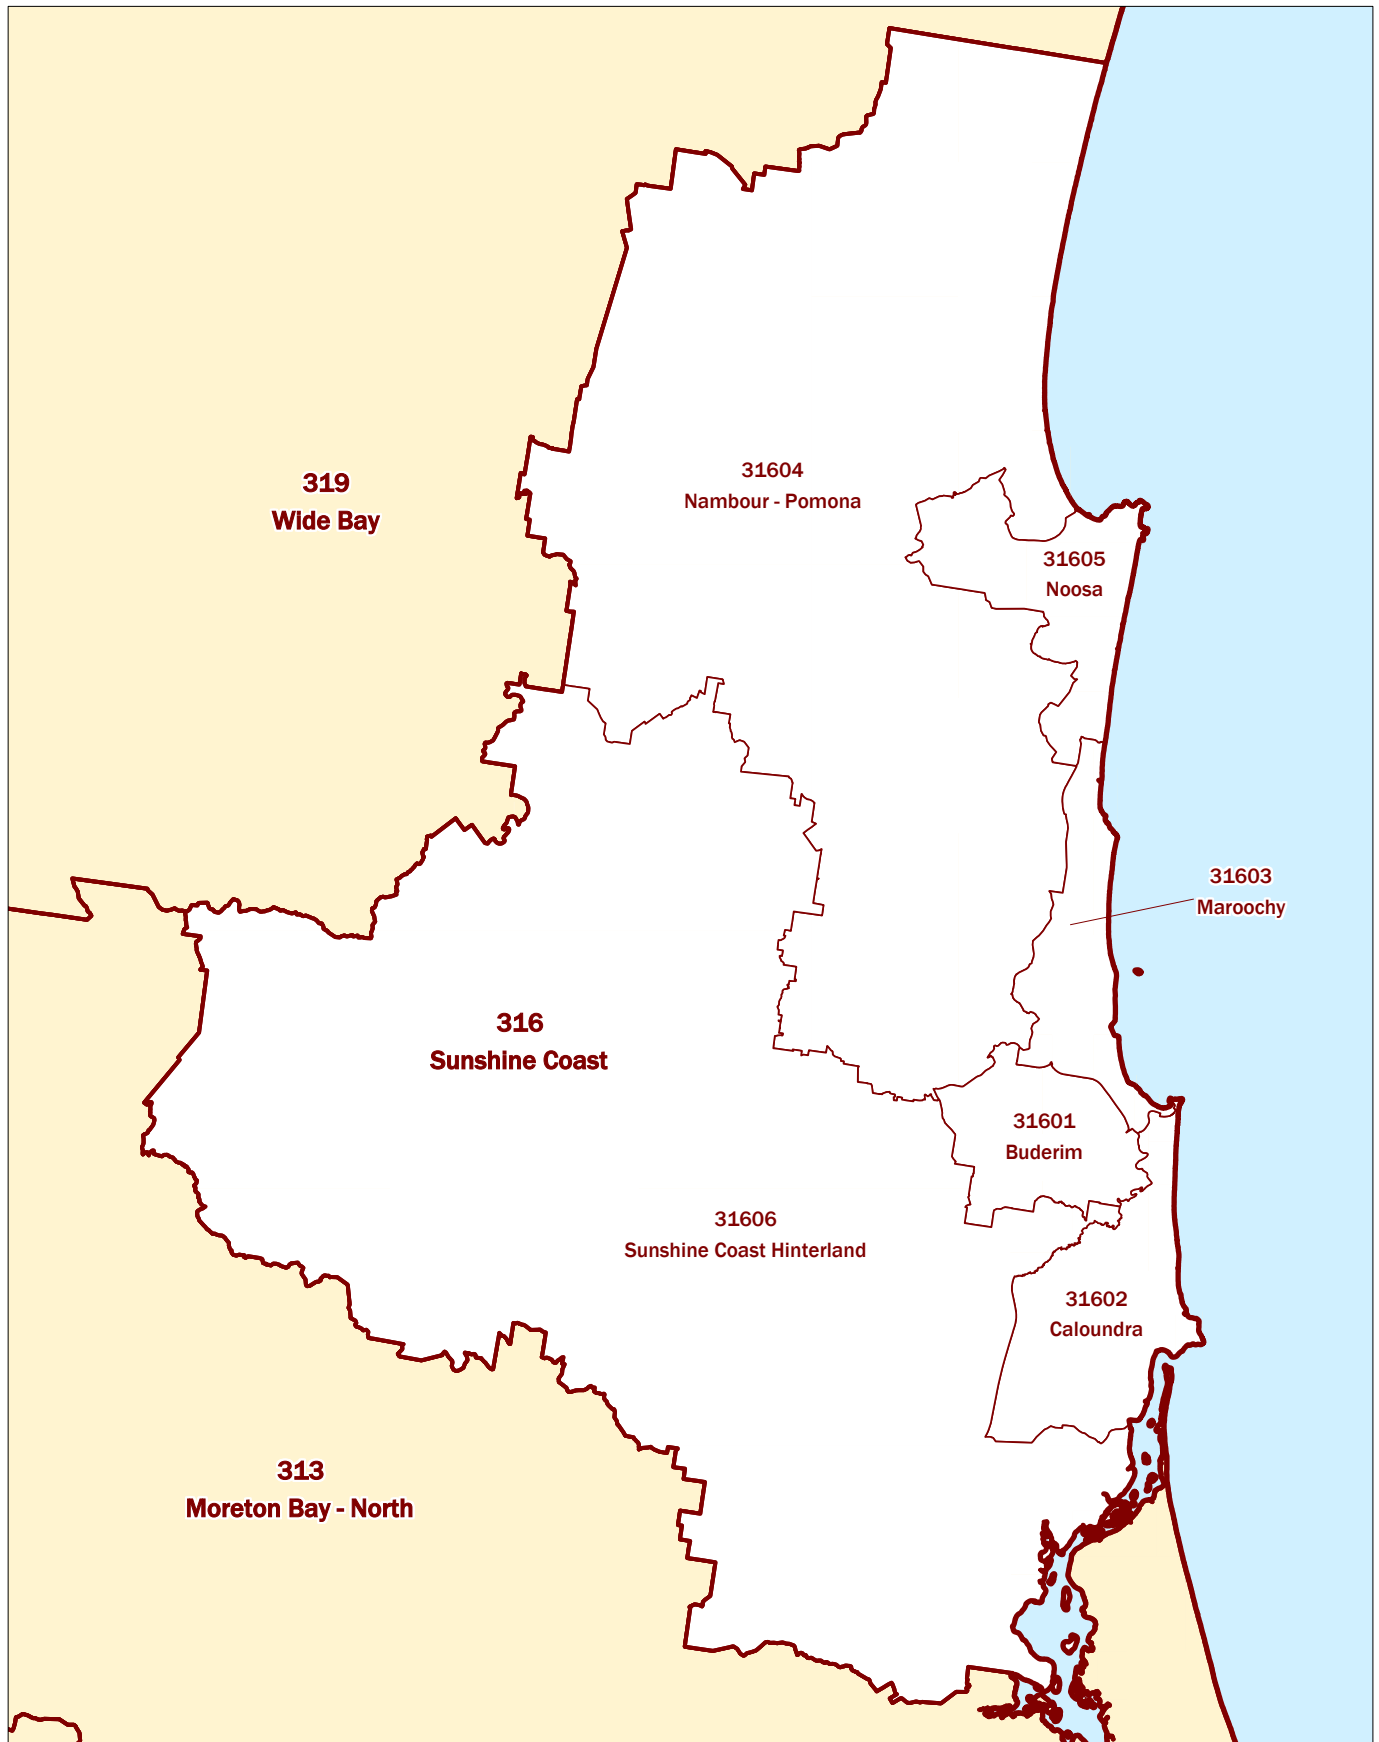 31604
Nambour - Pomona
319
Wide Bay
31605
Noosa
31603
Maroochy
316
Sunshine Coast
31601
Buderim
31606
Sunshine Coast Hinterland
31602
Caloundra
313
Moreton Bay - North